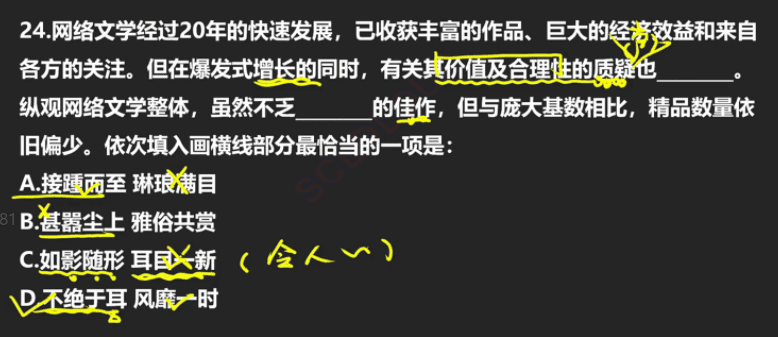 24.网络文学经过20年的快速发展，已收获丰富的作品、巨大的经济效益和来自
各方的关注。但在爆发式增长的同时，有关其价值及合理性的质疑也________。
纵观网络文学整体，虽然不乏________的佳作，但与庞大基数相比，精品数量依
旧偏少。依次填入画横线部分最恰当的一项是：
A.接踵而至 琳琅满目
81
B.甚嚣尘上 雅俗共赏
C.如影随形 耳目一新（令人~）
D.不绝于耳 风靡一时